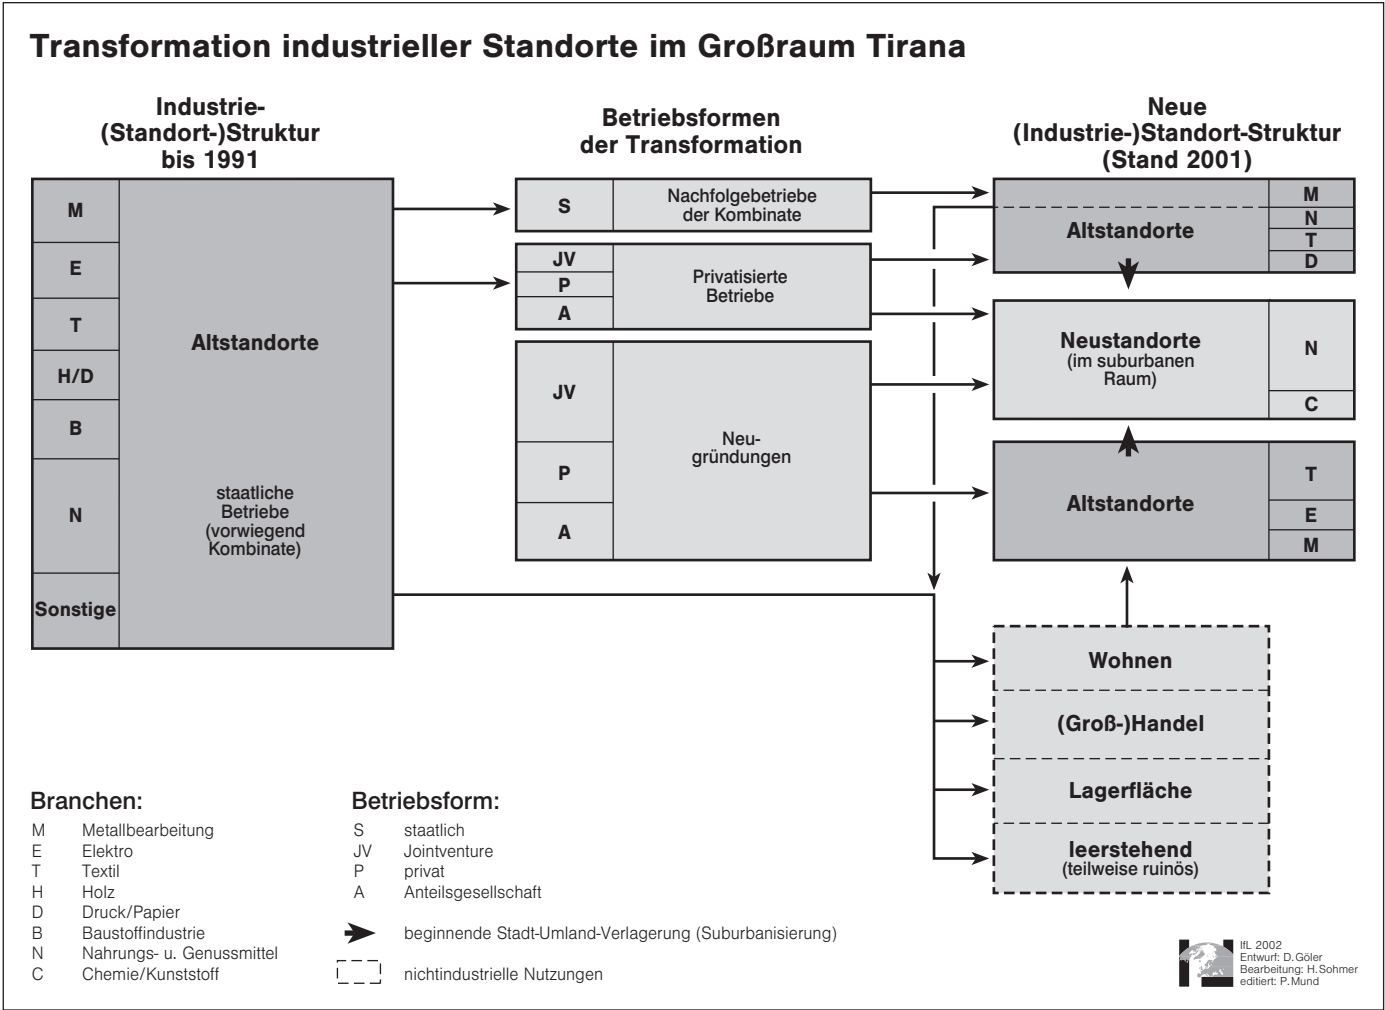 Transformation industrieller Standorte im Großraum Tirana
Industrie-
(Standort-)Struktur
bis 1991
M
E
T
H/D
B
N
Sonstige
Altstandorte
staatliche
Betriebe
(vorwiegend
Kombinate)
Betriebsformen
der Transformation
S
Nachfolgebetriebe
der Kombinate
JV
P
A
Privatisierte
Betriebe
JV
P
A
Neu-
gründungen
Neue
(Industrie-)Standort-Struktur
(Stand 2001)
Altstandorte
M
N
T
D
Neustandorte
(im suburbanen
Raum)
N
C
Altstandorte
T
E
M
Wohnen
(Groß-)Handel
Lagerfläche
leerstehend
(teilweise ruinös)
Branchen:
M Metallbearbeitung
E Elektro
T Textil
H Holz
D Druck/Papier
B Baustoffindustrie
N Nahrungs- u. Genussmittel
C Chemie/Kunststoff
Betriebsform:
S staatlich
JV Jointventure
P privat
A Anteilsgesellschaft
beginnende Stadt-Umland-Verlagerung (Suburbanisierung)
nichtindustrielle Nutzungen
IfL 2002
Entwurf: D.Göler
Bearbeitung: H.Sohmer
editiert: P.Mund